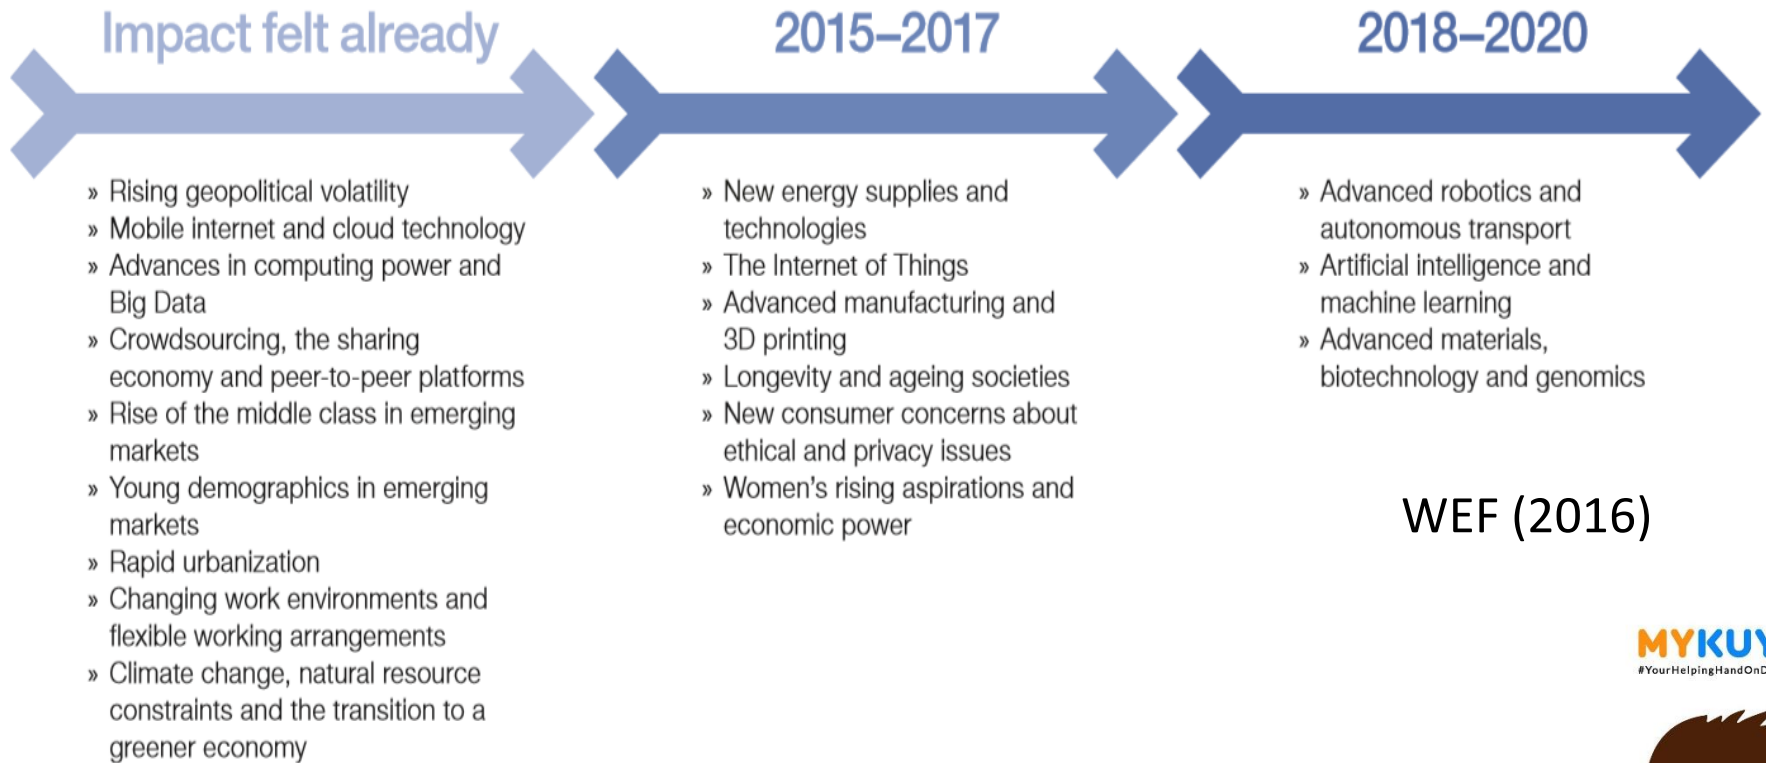 Impact felt already
» Rising geopolitical volatility
» Mobile internet and cloud technology
» Advances in computing power and
Big Data
» Crowdsourcing, the sharing
economy and peer-to-peer platforms
» Rise of the middle class in emerging
markets
» Young demographics in emerging
markets
» Rapid urbanization
» Changing work environments and
flexible working arrangements
» Climate change, natural resource
constraints and the transition to a
greener economy
2015–2017
» New energy supplies and
technologies
» The Internet of Things
» Advanced manufacturing and
3D printing
» Longevity and ageing societies
» New consumer concerns about
ethical and privacy issues
» Women's rising aspirations and
economic power
2018–2020
» Advanced robotics and
autonomous transport
» Artificial intelligence and
machine learning
» Advanced materials,
biotechnology and genomics
WEF (2016)
MYKUY
#YourHelpingHandOnD